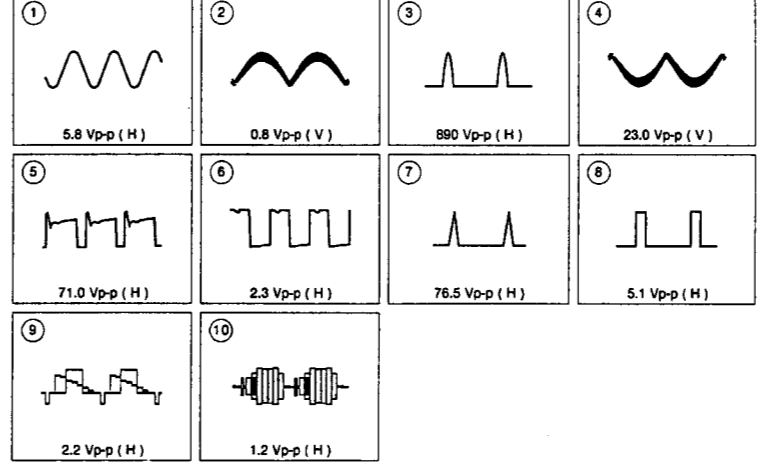 1
5.8 Vp-p ( H )
2
0.8 Vp-p ( V )
3
890 Vp-p ( H )
4
23.0 Vp-p ( V )
5
71.0 Vp-p ( H )
6
2.3 Vp-p ( H )
7
76.5 Vp-p ( H )
8
5.1 Vp-p ( H )
9
2.2 Vp-p ( H )
10
1.2 Vp-p ( H )